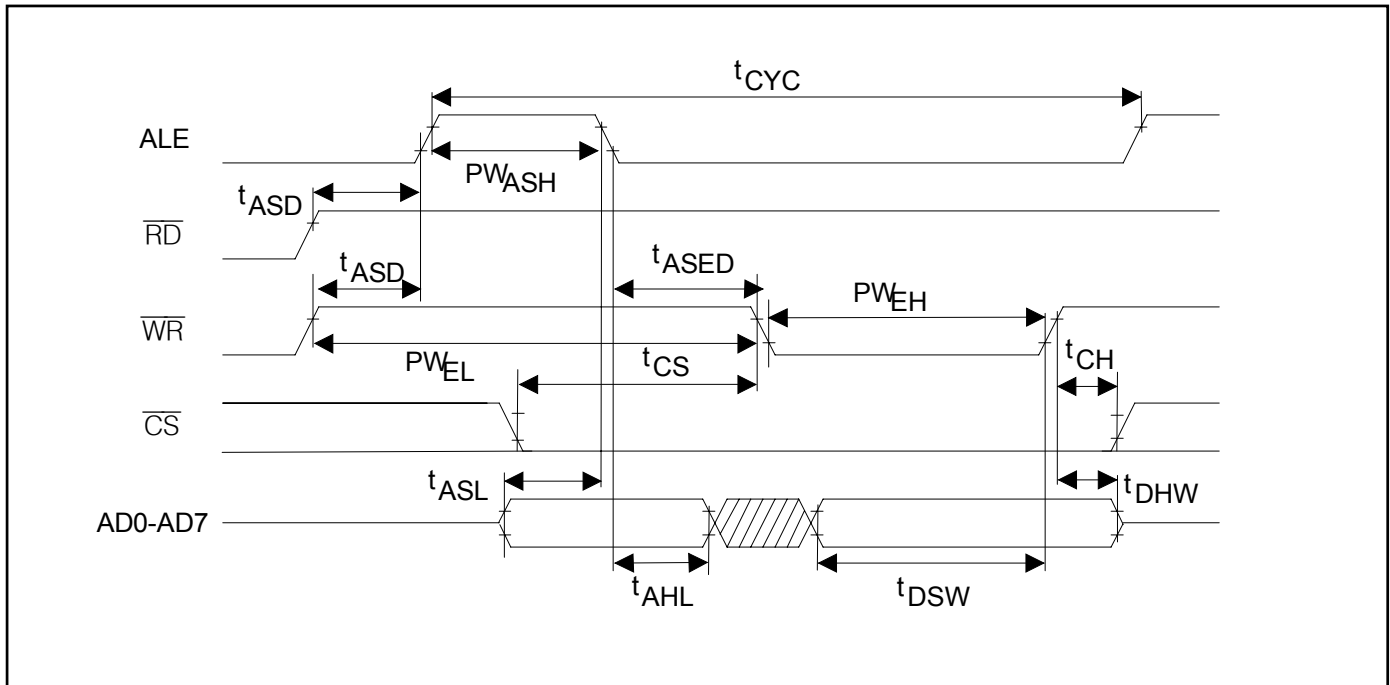 tCYC
ALE
PWASH
tASD
RD
tASD
tASED
PWEH
WR
PWEL
tCS
tCH
CS
tASL
tDHW
AD0-AD7
tAHL
tDSW